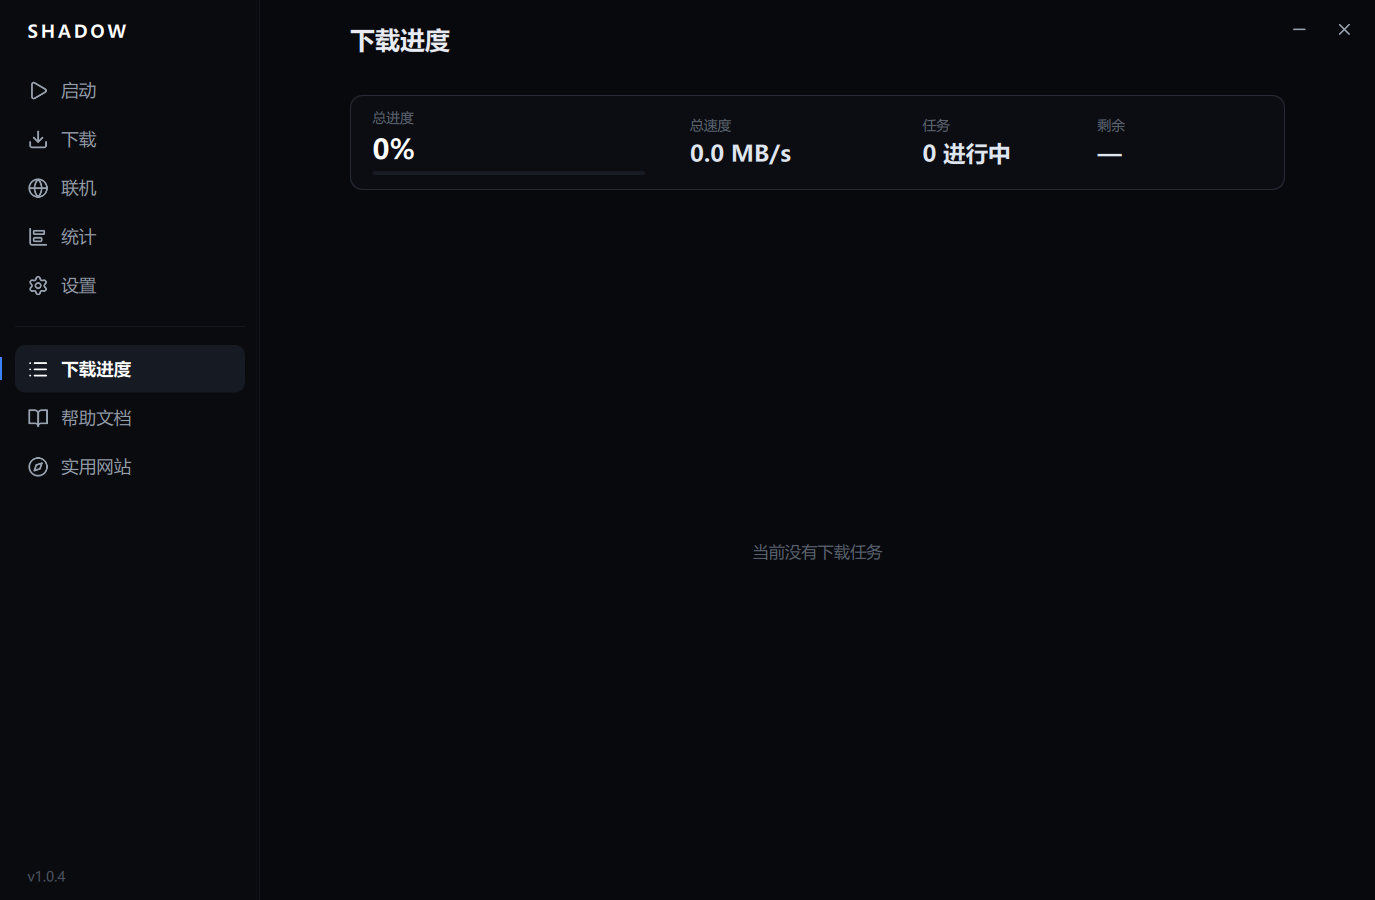 SHADOW
启动
下载
联机
统计
设置
下载进度
帮助文档
实用网站
v1.0.4
下载进度
总进度
0%
总速度
0.0 MB/s
任务
0 进行中
剩余
—
当前没有下载任务